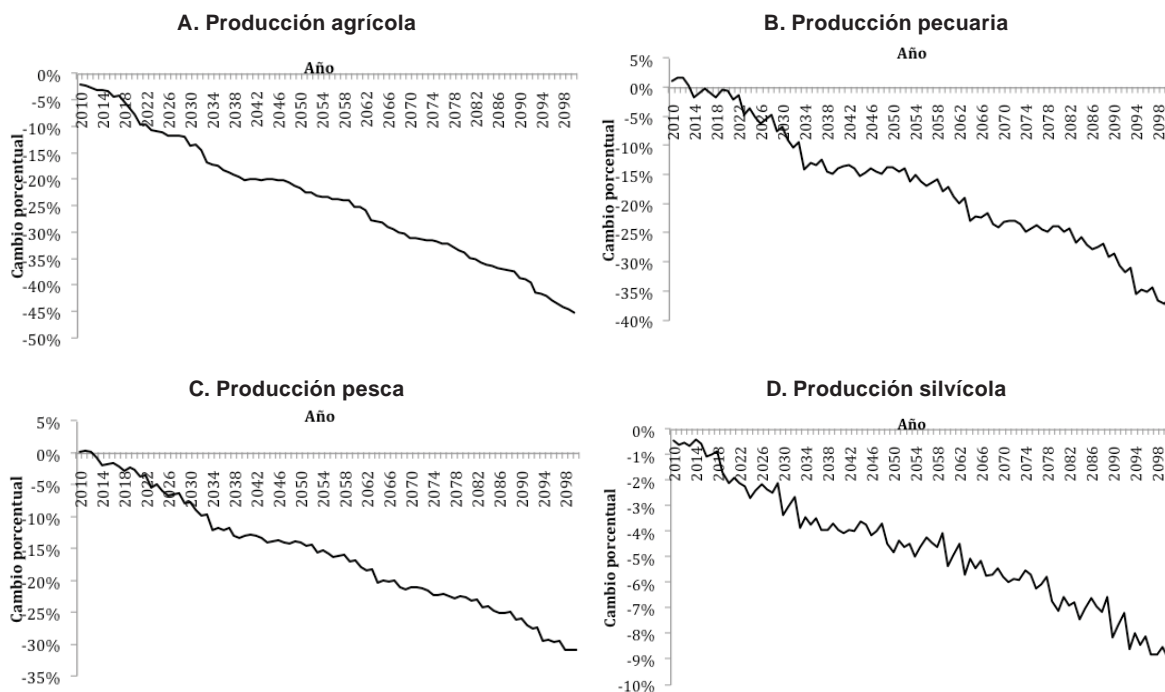 A. Producción agrícola
Año
0%
-5%
-10%
-15%
-20%
-25%
-30%
-35%
-40%
-45%
-50%
Cambio porcentual
2010 2014 2018 2022 2026 2030 2034 2038 2042 2046 2050 2054 2058 2062 2066 2070 2074 2078 2082 2086 2090 2094 2098
B. Producción pecuaria
Año
5%
0%
-5%
-10%
-15%
-20%
-25%
-30%
-35%
-40%
Cambio porcentual
2010 2014 2018 2022 2026 2030 2034 2038 2042 2046 2050 2054 2058 2062 2066 2070 2074 2078 2082 2086 2090 2094 2098
C. Producción pesca
Año
5%
0%
-5%
-10%
-15%
-20%
-25%
-30%
-35%
Cambio porcentual
2010 2014 2018 2022 2026 2030 2034 2038 2042 2046 2050 2054 2058 2062 2066 2070 2074 2078 2082 2086 2090 2094 2098
D. Producción silvícola
Año
0%
-1%
-2%
-3%
-4%
-5%
-6%
-7%
-8%
-9%
-10%
Cambio porcentual
2010 2014 2018 2022 2026 2030 2034 2038 2042 2046 2050 2054 2058 2062 2066 2070 2074 2078 2082 2086 2090 2094 2098